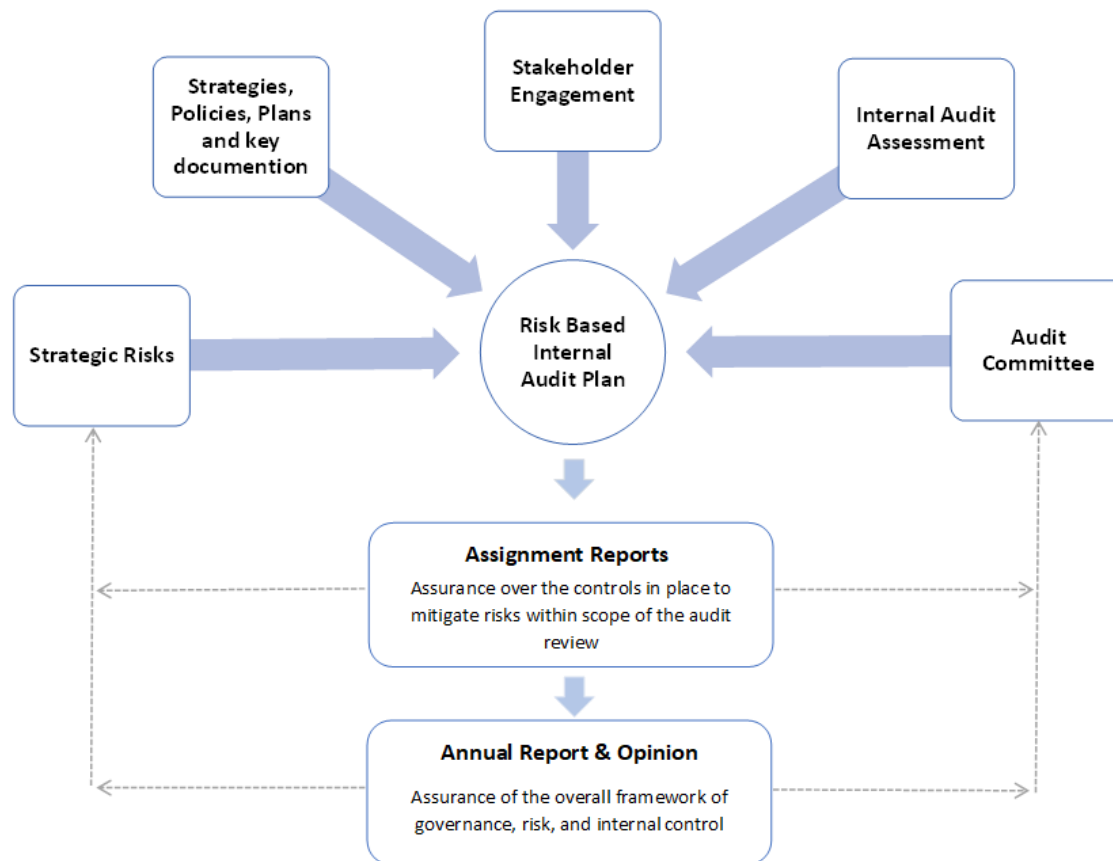 Stakeholder
Engagement
Strategies,
Policies, Plans
and key
documention
Internal Audit
Assessment
Strategic Risks
Risk Based
Internal
Audit Plan
Audit
Committee
Assignment Reports
Assurance over the controls in place to
mitigate risks within scope of the audit
review
Annual Report & Opinion
Assurance of the overall framework of
governance, risk, and internal control